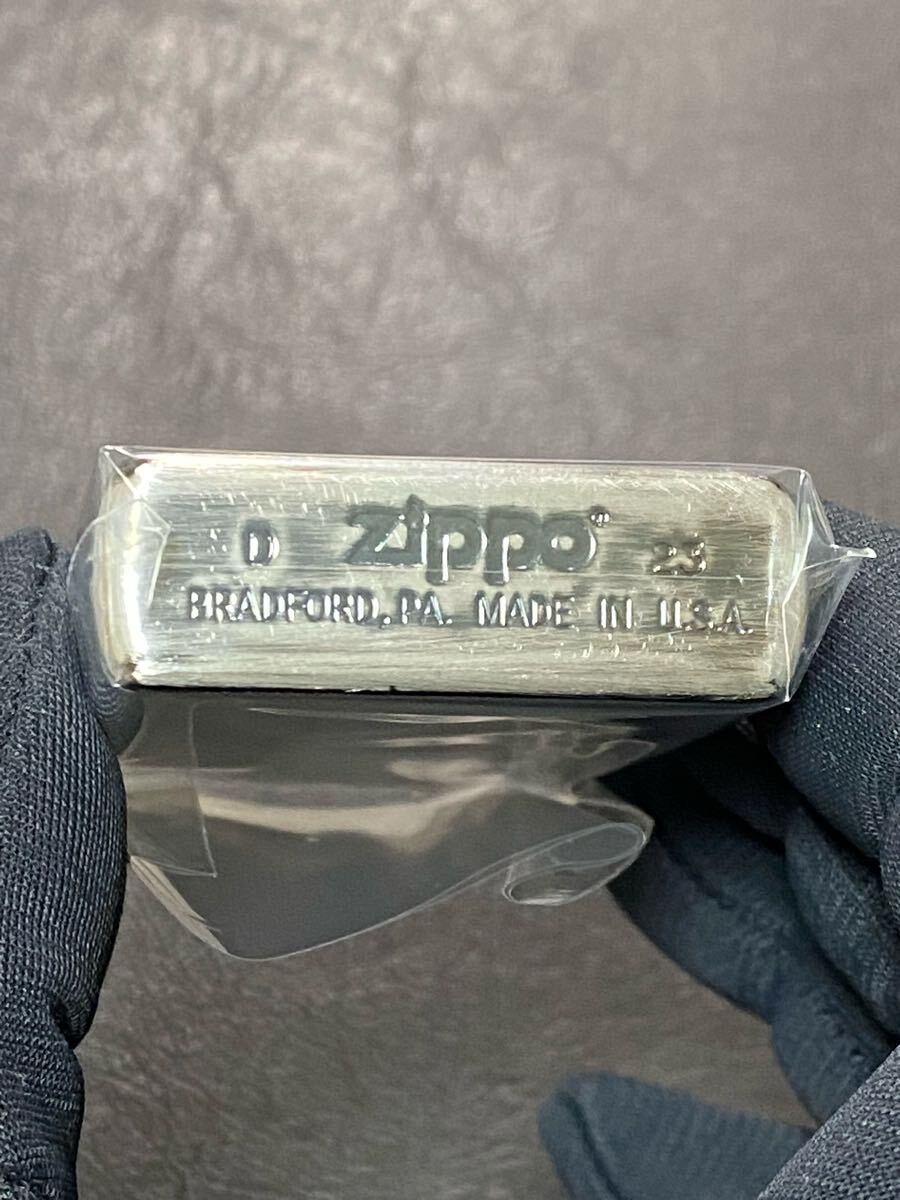 D Zippo® 23
BRADFORD, PA. MADE IN U.S.A.